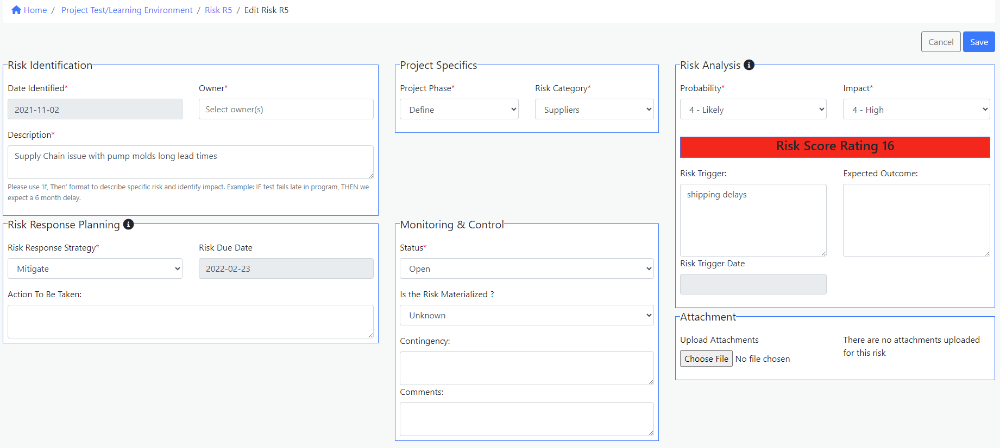 Home / Project Test/Learning Environment / Risk R5 / Edit Risk R5
Cancel Save
Risk Identification
Date Identified* Owner*
2021-11-02 Select owner(s)
Description*
Supply Chain issue with pump molds long lead times
Please use 'If, Then' format to describe specific risk and identify impact. Example: IF test fails late in program, THEN we
expect a 6 month delay.
Project Specifics
Project Phase* Risk Category*
Define Suppliers
Risk Analysis
Probability* Impact*
4 - Likely 4 - High
Risk Score Rating 16
Risk Trigger: Expected Outcome:
shipping delays
Risk Trigger Date
Risk Response Planning
Risk Response Strategy* Risk Due Date
Mitigate 2022-02-23
Action To Be Taken:
Monitoring & Control
Status*
Open
Is the Risk Materialized ?
Unknown
Contingency:
Comments:
Attachment
Upload Attachments
Choose File No file chosen
There are no attachments uploaded
for this risk